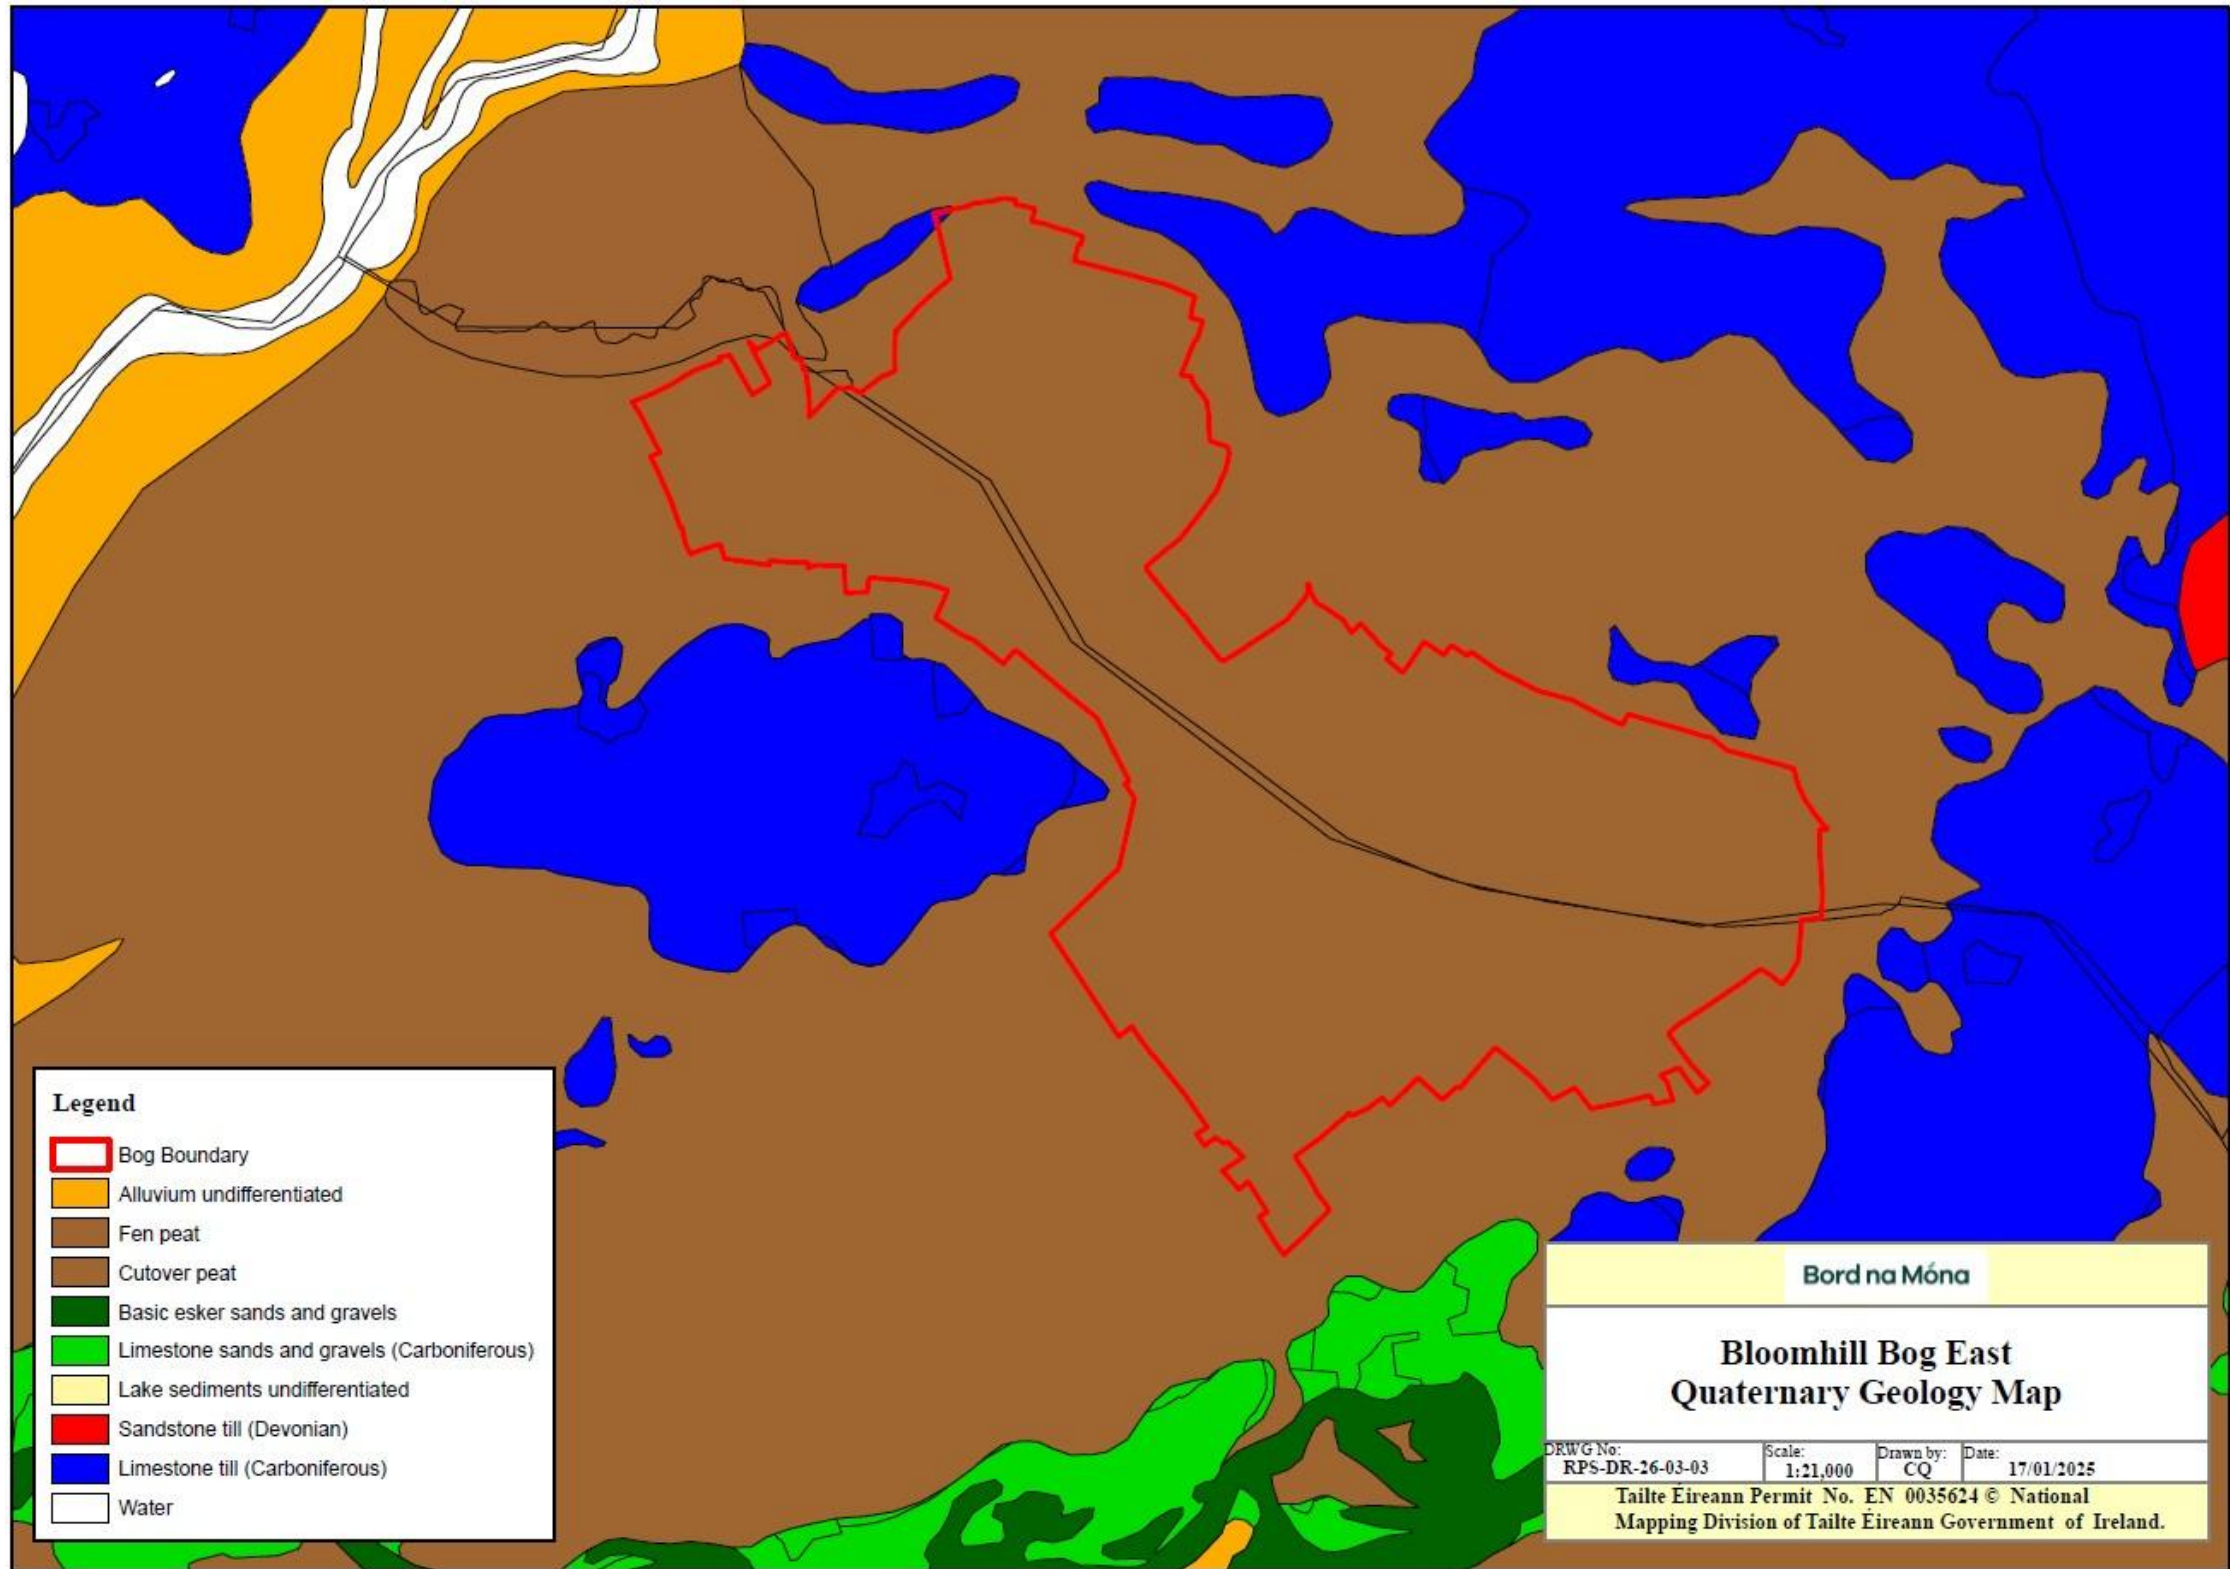 Legend
Bog Boundary
Alluvium undifferentiated
Fen peat
Cutover peat
Basic esker sands and gravels
Limestone sands and gravels (Carboniferous)
Lake sediments undifferentiated
Sandstone till (Devonian)
Limestone till (Carboniferous)
Water
Bord na Móna
Bloomhill Bog East
Quaternary Geology Map
DRWG No:
RPS-DR-26-03-03
Scale:
1:21,000
Drawn by:
CQ
Date:
17/01/2025
Tailte Éireann Permit No. EN 0035624 © National
Mapping Division of Tailte Éireann Government of Ireland.